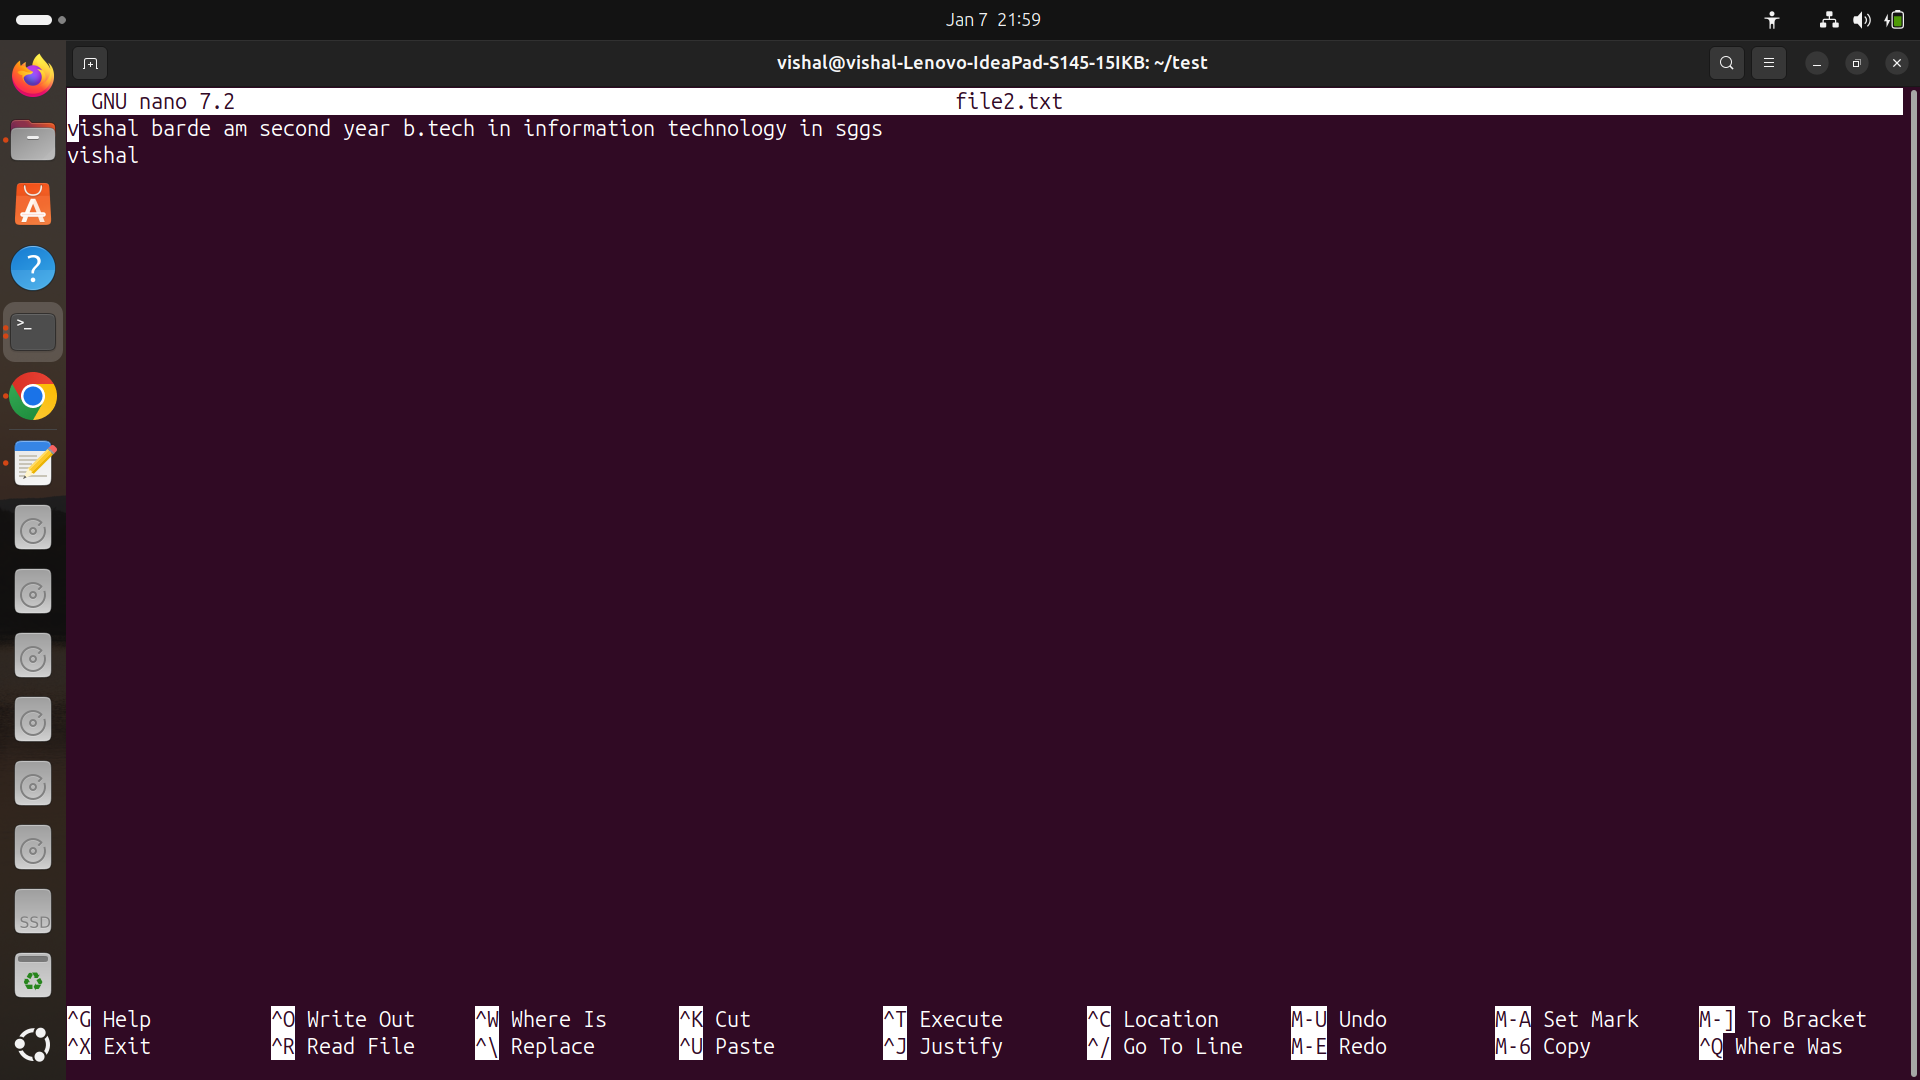 Jan 7 21:59
vishal@vishal-Lenovo-IdeaPad-S145-15IKB: ~/test
GNU nano 7.2 file2.txt
vishal barde am second year b.tech in information technology in sggs
vishal
>_
SSD
^G Help ^O Write Out ^W Where Is ^K Cut ^T Execute ^C Location M-U Undo M-A Set Mark M-] To Bracket
^X Exit ^R Read File ^\ Replace ^U Paste ^J Justify ^/ Go To Line M-E Redo M-6 Copy ^Q Where Was